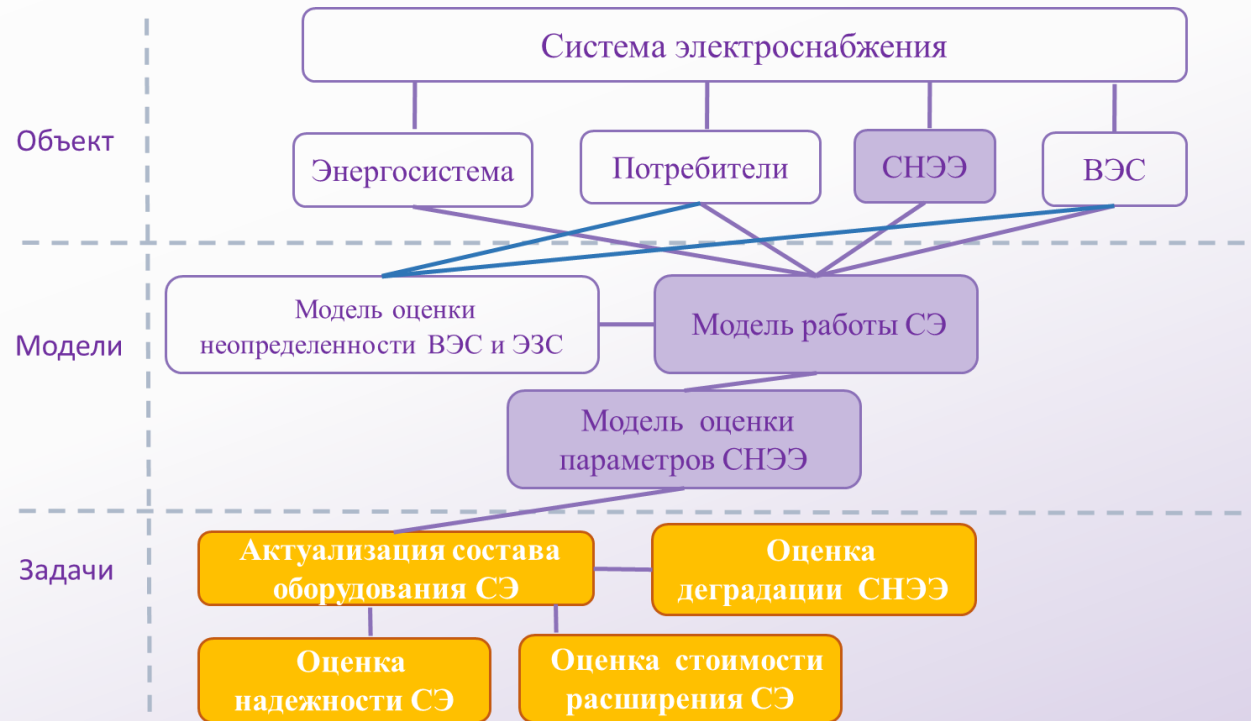 Система электроснабжения
Объект
Энергосистема
Потребители
СНЭЭ
ВЭС
Модели
Модель оценки
неопределенности ВЭС и ЭЗС
Модель работы СЭ
Модель оценки
параметров СНЭЭ
Задачи
Актуализация состава
оборудования СЭ
Оценка
деградации СНЭЭ
Оценка
надежности СЭ
Оценка стоимости
расширения СЭ